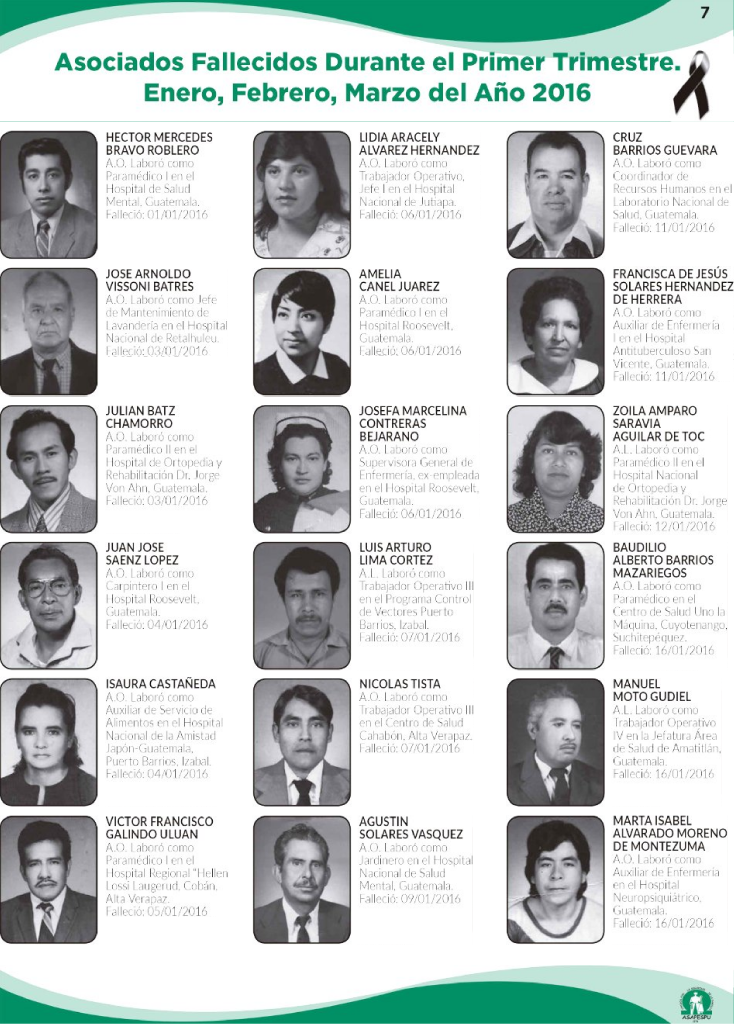 7
Asociados Fallecidos Durante el Primer Trimestre.
Enero, Febrero, Marzo del Año 2016
HECTOR MERCEDES
BRAVO ROBLERO
A.O. Laboró como
Paramédico I en el
Hospital de Salud
Mental, Guatemala.
Falleció: 01/01/2016
JOSE ARNOLDO
VISSONI BATRES
A.O. Laboró como Jefe
de Mantenimiento de
Lavandería en el Hospital
Nacional de Retalhuleu.
Falleció: 03/01/2016
JULIAN BATZ
CHAMORRO
A.O. Laboró como
Paramédico II en el
Hospital de Ortopedia y
Rehabilitación Dr, Jorge
Von Ahn, Guatemala.
Falleció: 03/01/2016
JUAN JOSE
SAENZ LOPEZ
A.O. Laboró como
Carpintero I en el
Hospital Roosevelt,
Guatemala.
Falleció: 04/01/2016
ISAURA CASTAÑEDA
A.O. Laboró como
Auxiliar de Servicio de
Alimentos en el Hospital
Nacional de la Amistad
Japón-Guatemala,
Puerto Barrios, Izabal.
Falleció: 04/01/2016
VICTOR FRANCISCO
GALINDO ULUAN
A.O. Laboró como
Paramédico I en el
Hospital Regional "Hellen
Lossi Laugerud, Cobán,
Alta Verapaz.
Falleció: 05/01/2016
LIDIA ARACELY
ALVAREZ HERNANDEZ
A.O. Laboró como
Trabajador Operativo,
Jefe I en el Hospital
Nacional de Jutiapa.
Falleció: 06/01/2016
AMELIA
CANEL JUAREZ
A.O. Laboró como
Paramédico I en el
Hospital Roosevelt,
Guatemala.
Falleció: 06/01/2016
JOSEFA MARCELINA
CONTRERAS
BEJARANO
A.O. Laboró como
Supervisora General de
Enfermería, ex-empleada
en el Hospital Roosevelt,
Guatemala.
Falleció: 06/01/2016
LUIS ARTURO
LIMA CORTEZ
A.L. Laboró como
Trabajador Operativo III
en el Programa Control
de Vectores Puerto
Barrios, Izabal.
Falleció: 07/01/2016
NICOLAS TISTA
A.O. Laboró como
Trabajador Operativo III
en el Centro de Salud
Cahabón, Alta Verapaz.
Falleció: 07/01/2016
AGUSTIN
SOLARES VASQUEZ
A.O. Laboró como
Jardinero en el Hospital
Nacional de Salud
Mental, Guatemala.
Falleció: 09/01/2016
CRUZ
BARRIOS GUEVARA
A.O. Laboró como
Coordinador de
Recursos Humanos en el
Laboratorio Nacional de
Salud, Guatemala.
Falleció: 11/01/2016
FRANCISCA DE JESÚS
SOLARES HERNANDEZ
DE HERRERA
A.O. Laboró como
Auxiliar de Enfermería
I en el Hospital
Antituberculoso San
Vicente, Guatemala.
Falleció: 11/01/2016
ZOILA AMPARO
SARAVIA
AGUILAR DE TOC
A.L. Laboró como
Paramédico II en el
Hospital Nacional
de Ortopedia y
Rehabilitación Dr. Jorge
Von Ahn, Guatemala.
Falleció: 12/01/2016
BAUDILIO
ALBERTO BARRIOS
MAZARIEGOS
A.O. Laboró como
Paramédico en el
Centro de Salud Uno la
Máquina, Cuyotenango,
Suchitepéquez.
Falleció: 16/01/2016
MANUEL
MOTO GUDIEL
A.L. Laboró como
Trabajador Operativo
IV en la Jefatura Área
de Salud de Amatitlán,
Guatemala.
Falleció: 16/01/2016
MARTA ISABEL
ALVARADO MORENO
DE MONTEZUMA
A.O. Laboró como
Auxiliar de Enfermería
en el Hospital
Neuropsiquiátrico,
Guatemala.
Falleció: 16/01/2016